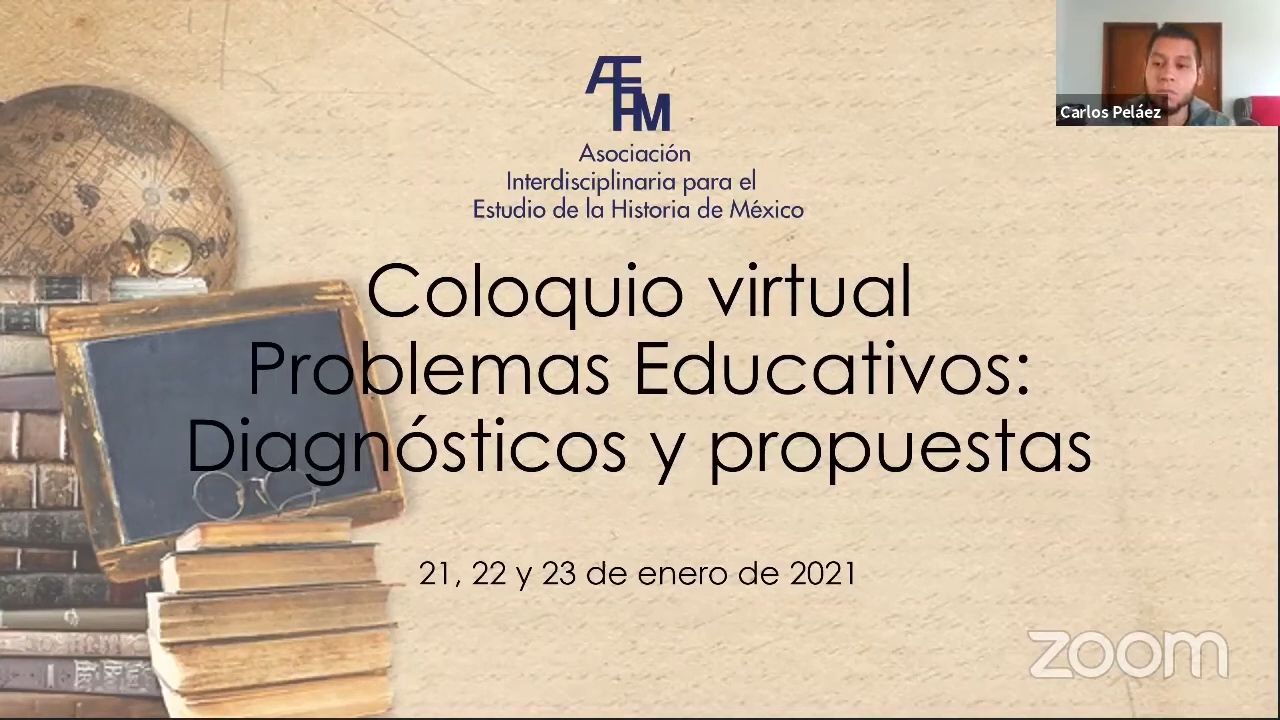 Carlos Peláez
AEHM
Asociación
Interdisciplinaria para el
Estudio de la Historia de México
Coloquio virtual
Problemas Educativos:
Diagnósticos y propuestas
21, 22 y 23 de enero de 2021
zoom